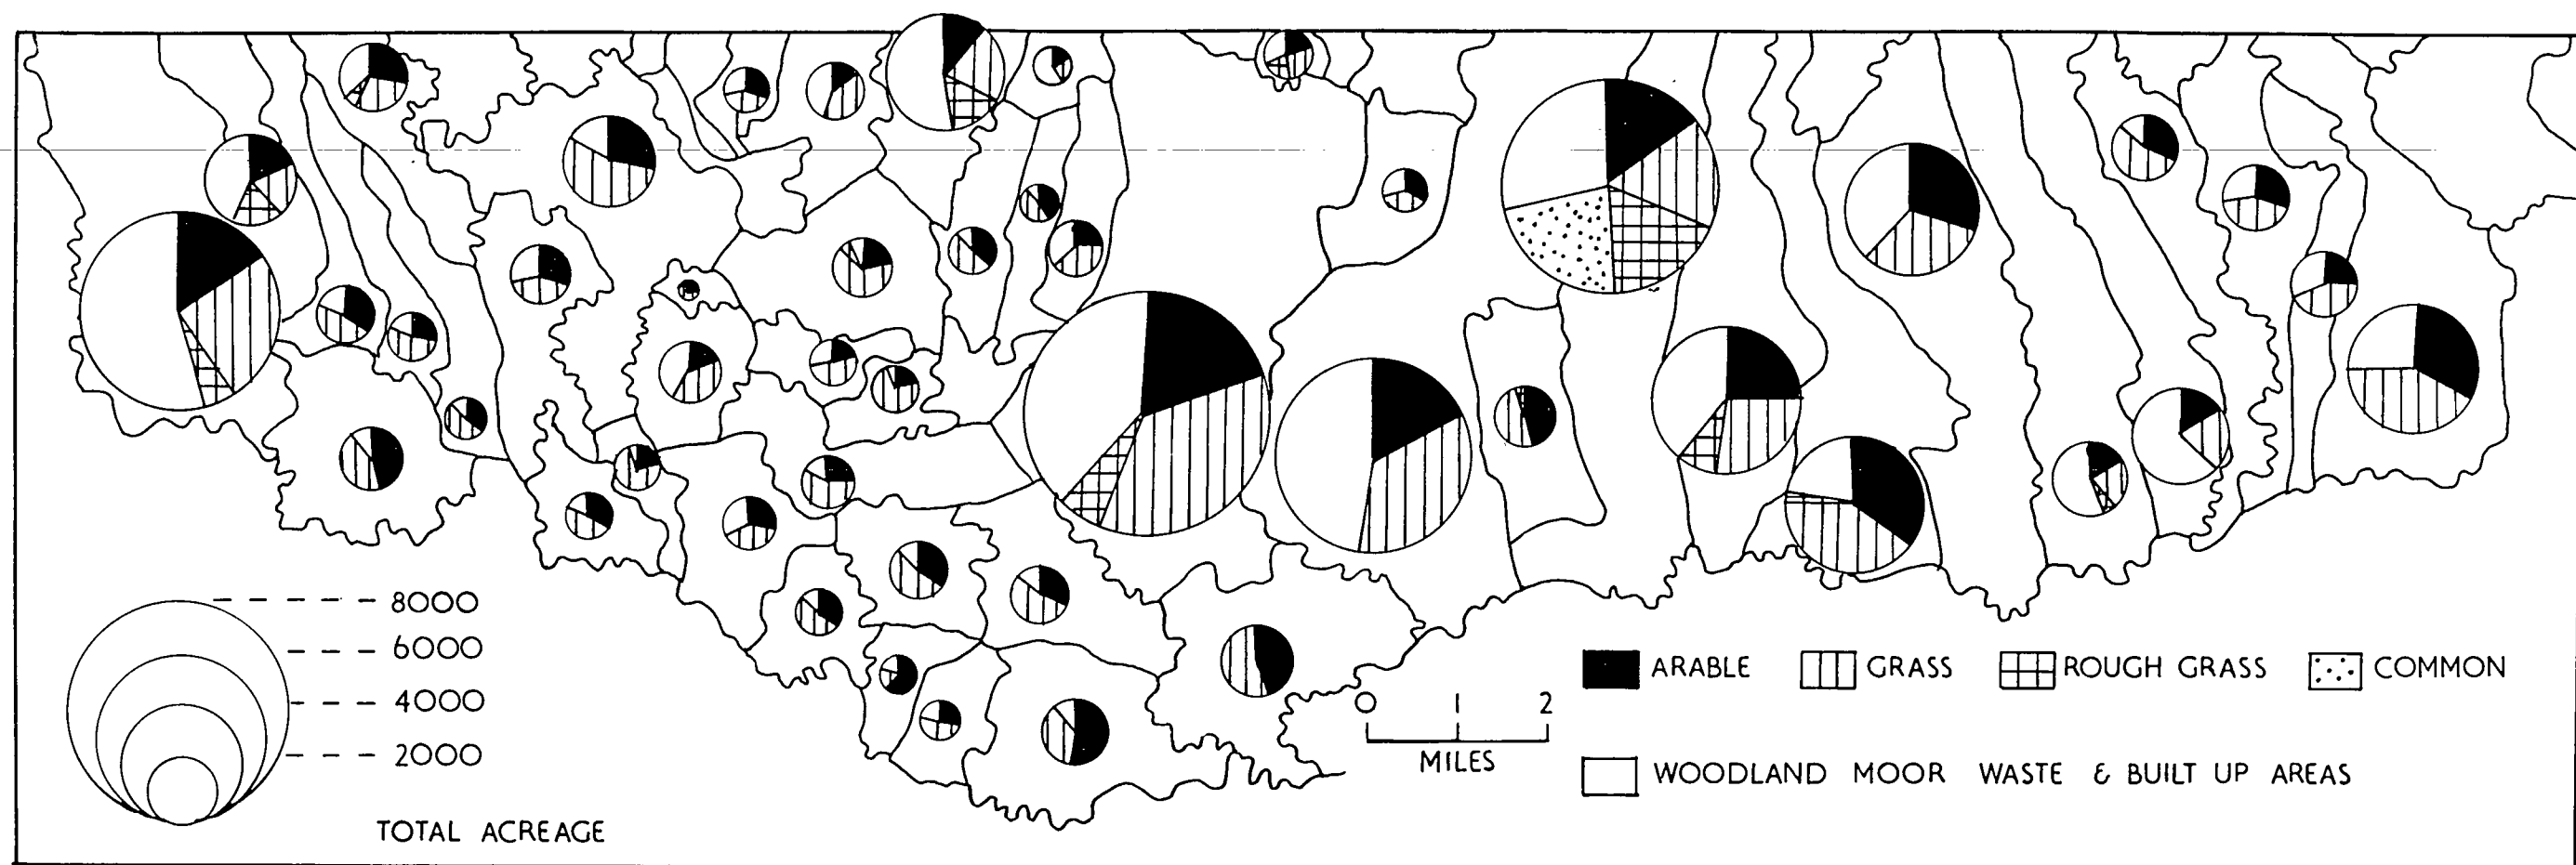 8000
6000
4000
2000
TOTAL ACREAGE
0 1 2
MILES
ARABLE GRASS ROUGH GRASS COMMON
WOODLAND MOOR WASTE & BUILT UP AREAS